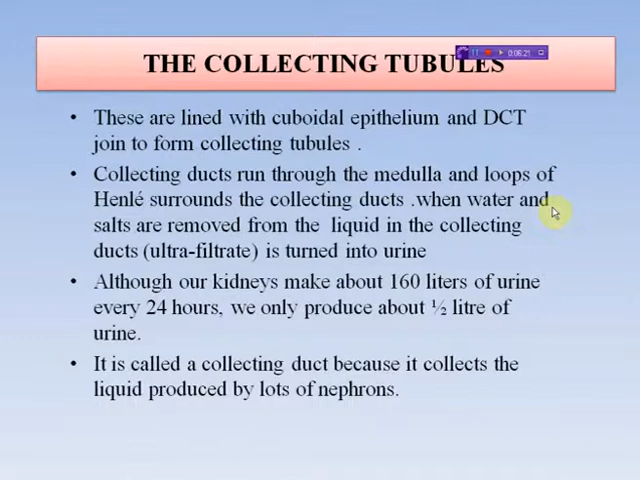 THE COLLECTING TUBULES
0:06:21
• These are lined with cuboidal epithelium and DCT
join to form collecting tubules .
• Collecting ducts run through the medulla and loops of
Henlé surrounds the collecting ducts .when water and
salts are removed from the liquid in the collecting
ducts (ultra-filtrate) is turned into urine
• Although our kidneys make about 160 liters of urine
every 24 hours, we only produce about ½ litre of
urine.
• It is called a collecting duct because it collects the
liquid produced by lots of nephrons.